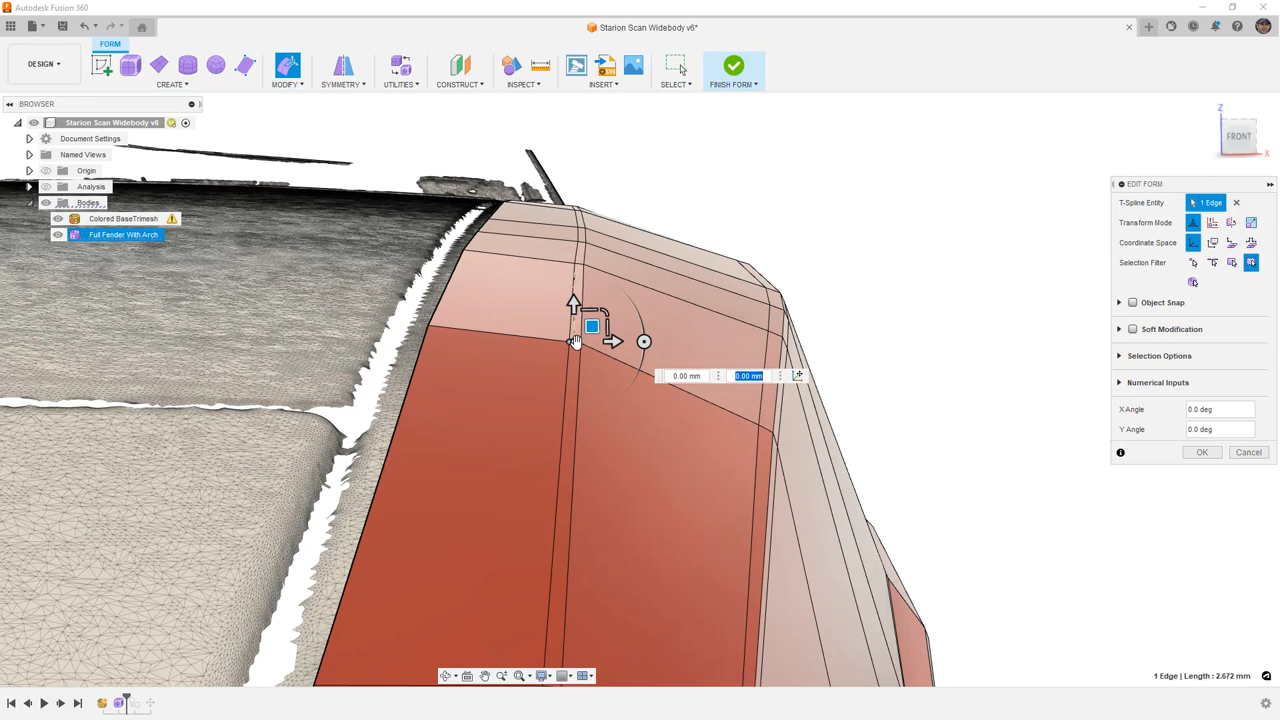 Autodesk Fusion 360
Starion Scan Widebody v6*
FORM
DESIGN
CREATE
MODIFY
SYMMETRY
UTILITIES
CONSTRUCT
INSPECT
INSERT
SELECT
FINISH FORM
BROWSER
Starion Scan Widebody v6
Document Settings
Named Views
Origin
Analysis
Bodies
Colored BaseTrimesh
Full Fender With Arch
Z
FRONT
X
EDIT FORM
T-Spline Entity
1 Edge
Transform Mode
Coordinate Space
Selection Filter
Object Snap
Soft Modification
Selection Options
Numerical Inputs
X Angle
0.0 deg
Y Angle
0.0 deg
OK
Cancel
0.00 mm
0.00 mm
1 Edge | Length : 2.672 mm